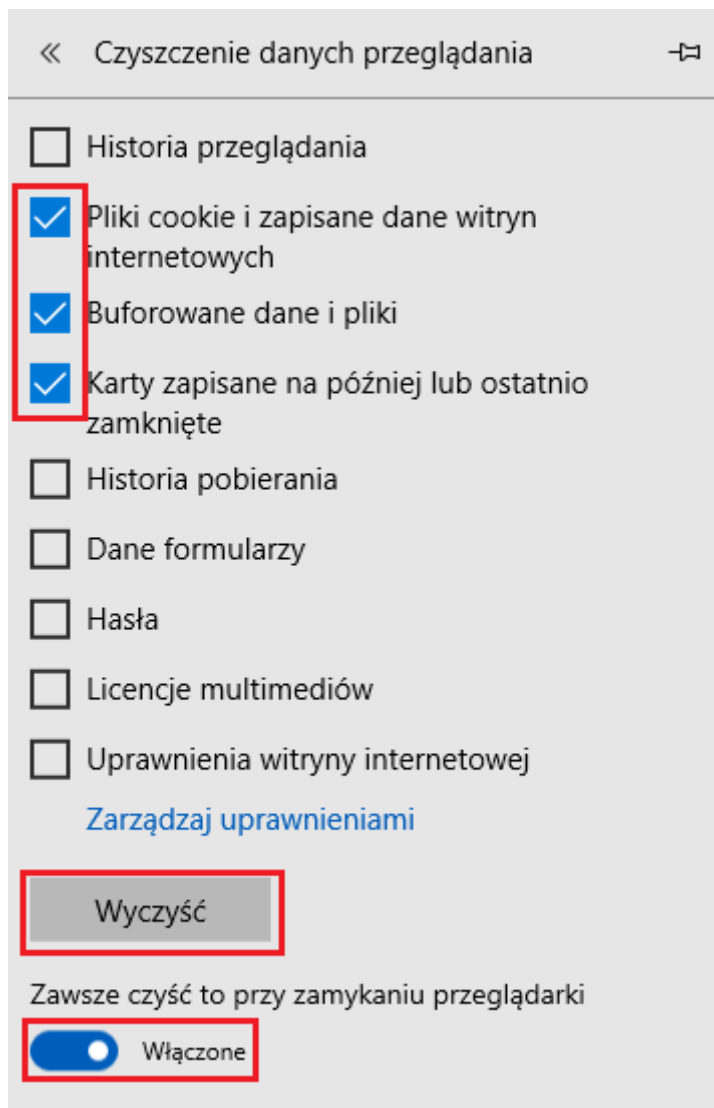 Czyszczenie danych przeglądania
Historia przeglądania
Pliki cookie i zapisane dane witryn
internetowych
Buforowane dane i pliki
Karty zapisane na później lub ostatnio
zamknięte
Historia pobierania
Dane formularzy
Hasła
Licencje multimediów
Uprawnienia witryny internetowej
Zarządzaj uprawnieniami
Wyczyść
Zawsze czyść to przy zamykaniu przeglądarki
Włączone